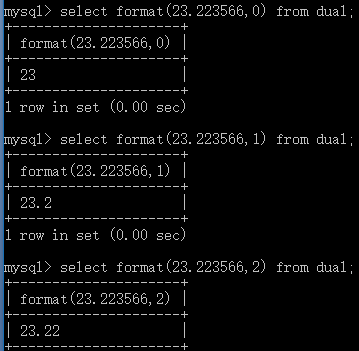 mysql> select format(23.223566,0) from dual;
+---------------------+
| format(23.223566,0) |
+---------------------+
| 23                  |
+---------------------+
1 row in set (0.00 sec)
mysql> select format(23.223566,1) from dual;
+---------------------+
| format(23.223566,1) |
+---------------------+
| 23.2                |
+---------------------+
1 row in set (0.00 sec)
mysql> select format(23.223566,2) from dual;
+---------------------+
| format(23.223566,2) |
+---------------------+
| 23.22               |
+---------------------+